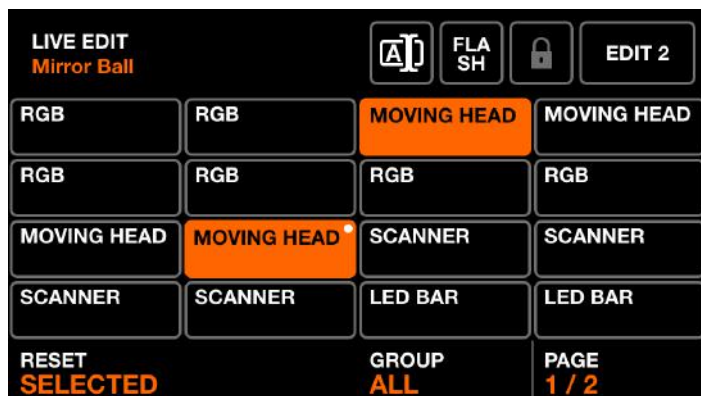 LIVE EDIT
Mirror Ball
A
FLA
SH
EDIT 2
RGB
RGB
MOVING HEAD
MOVING HEAD
RGB
RGB
RGB
RGB
MOVING HEAD
MOVING HEAD
SCANNER
SCANNER
SCANNER
SCANNER
LED BAR
LED BAR
RESET
SELECTED
GROUP
ALL
PAGE
1 / 2